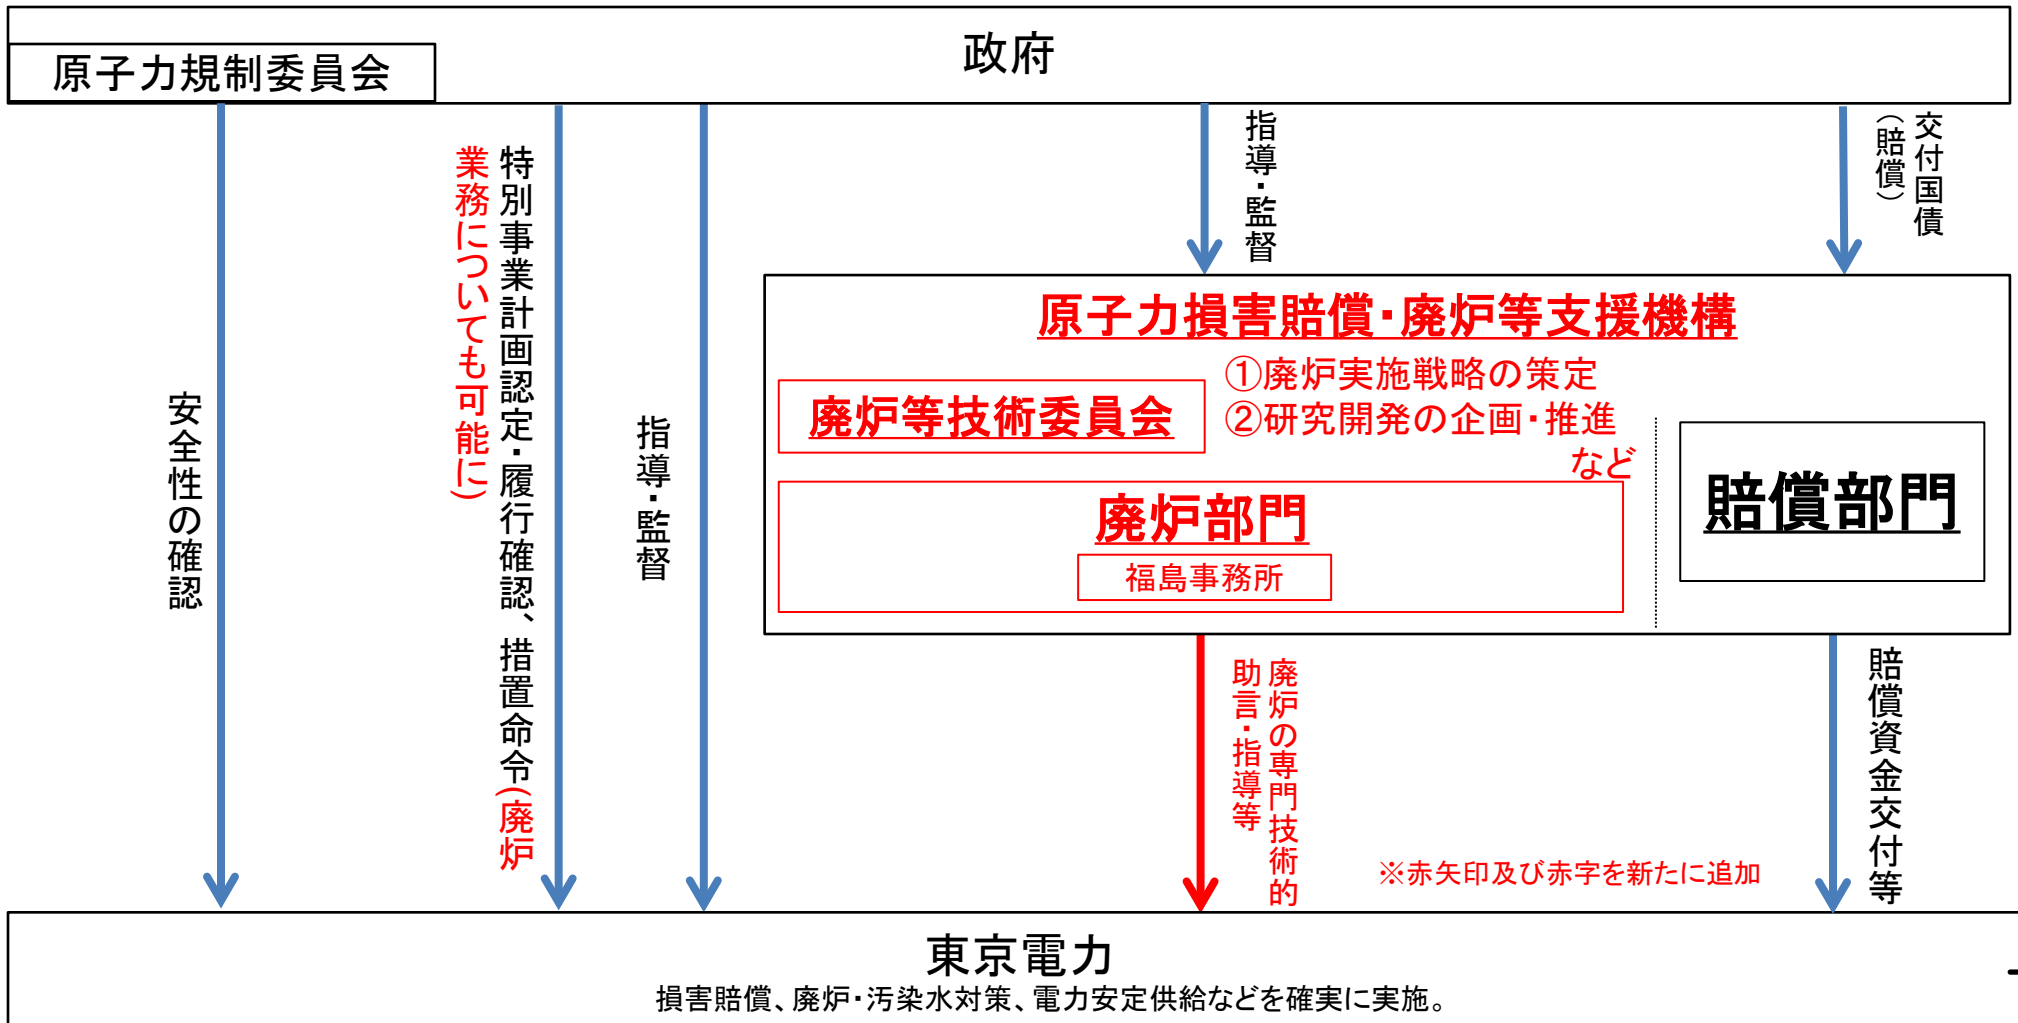 政府
原子力規制委員会
安全性の確認
特別事業計画認定・履行確認、措置命令(廃炉
業務についても可能に)
指導・監督
指導・監督
交付国債
(賠償)
原子力損害賠償・廃炉等支援機構
①廃炉実施戦略の策定
②研究開発の企画・推進
など
廃炉等技術委員会
廃炉部門
福島事務所
賠償部門
廃炉の専門技術的
助言・指導等
※赤矢印及び赤字を新たに追加
賠償資金交付等
東京電力
損害賠償、廃炉・汚染水対策、電力安定供給などを確実に実施。